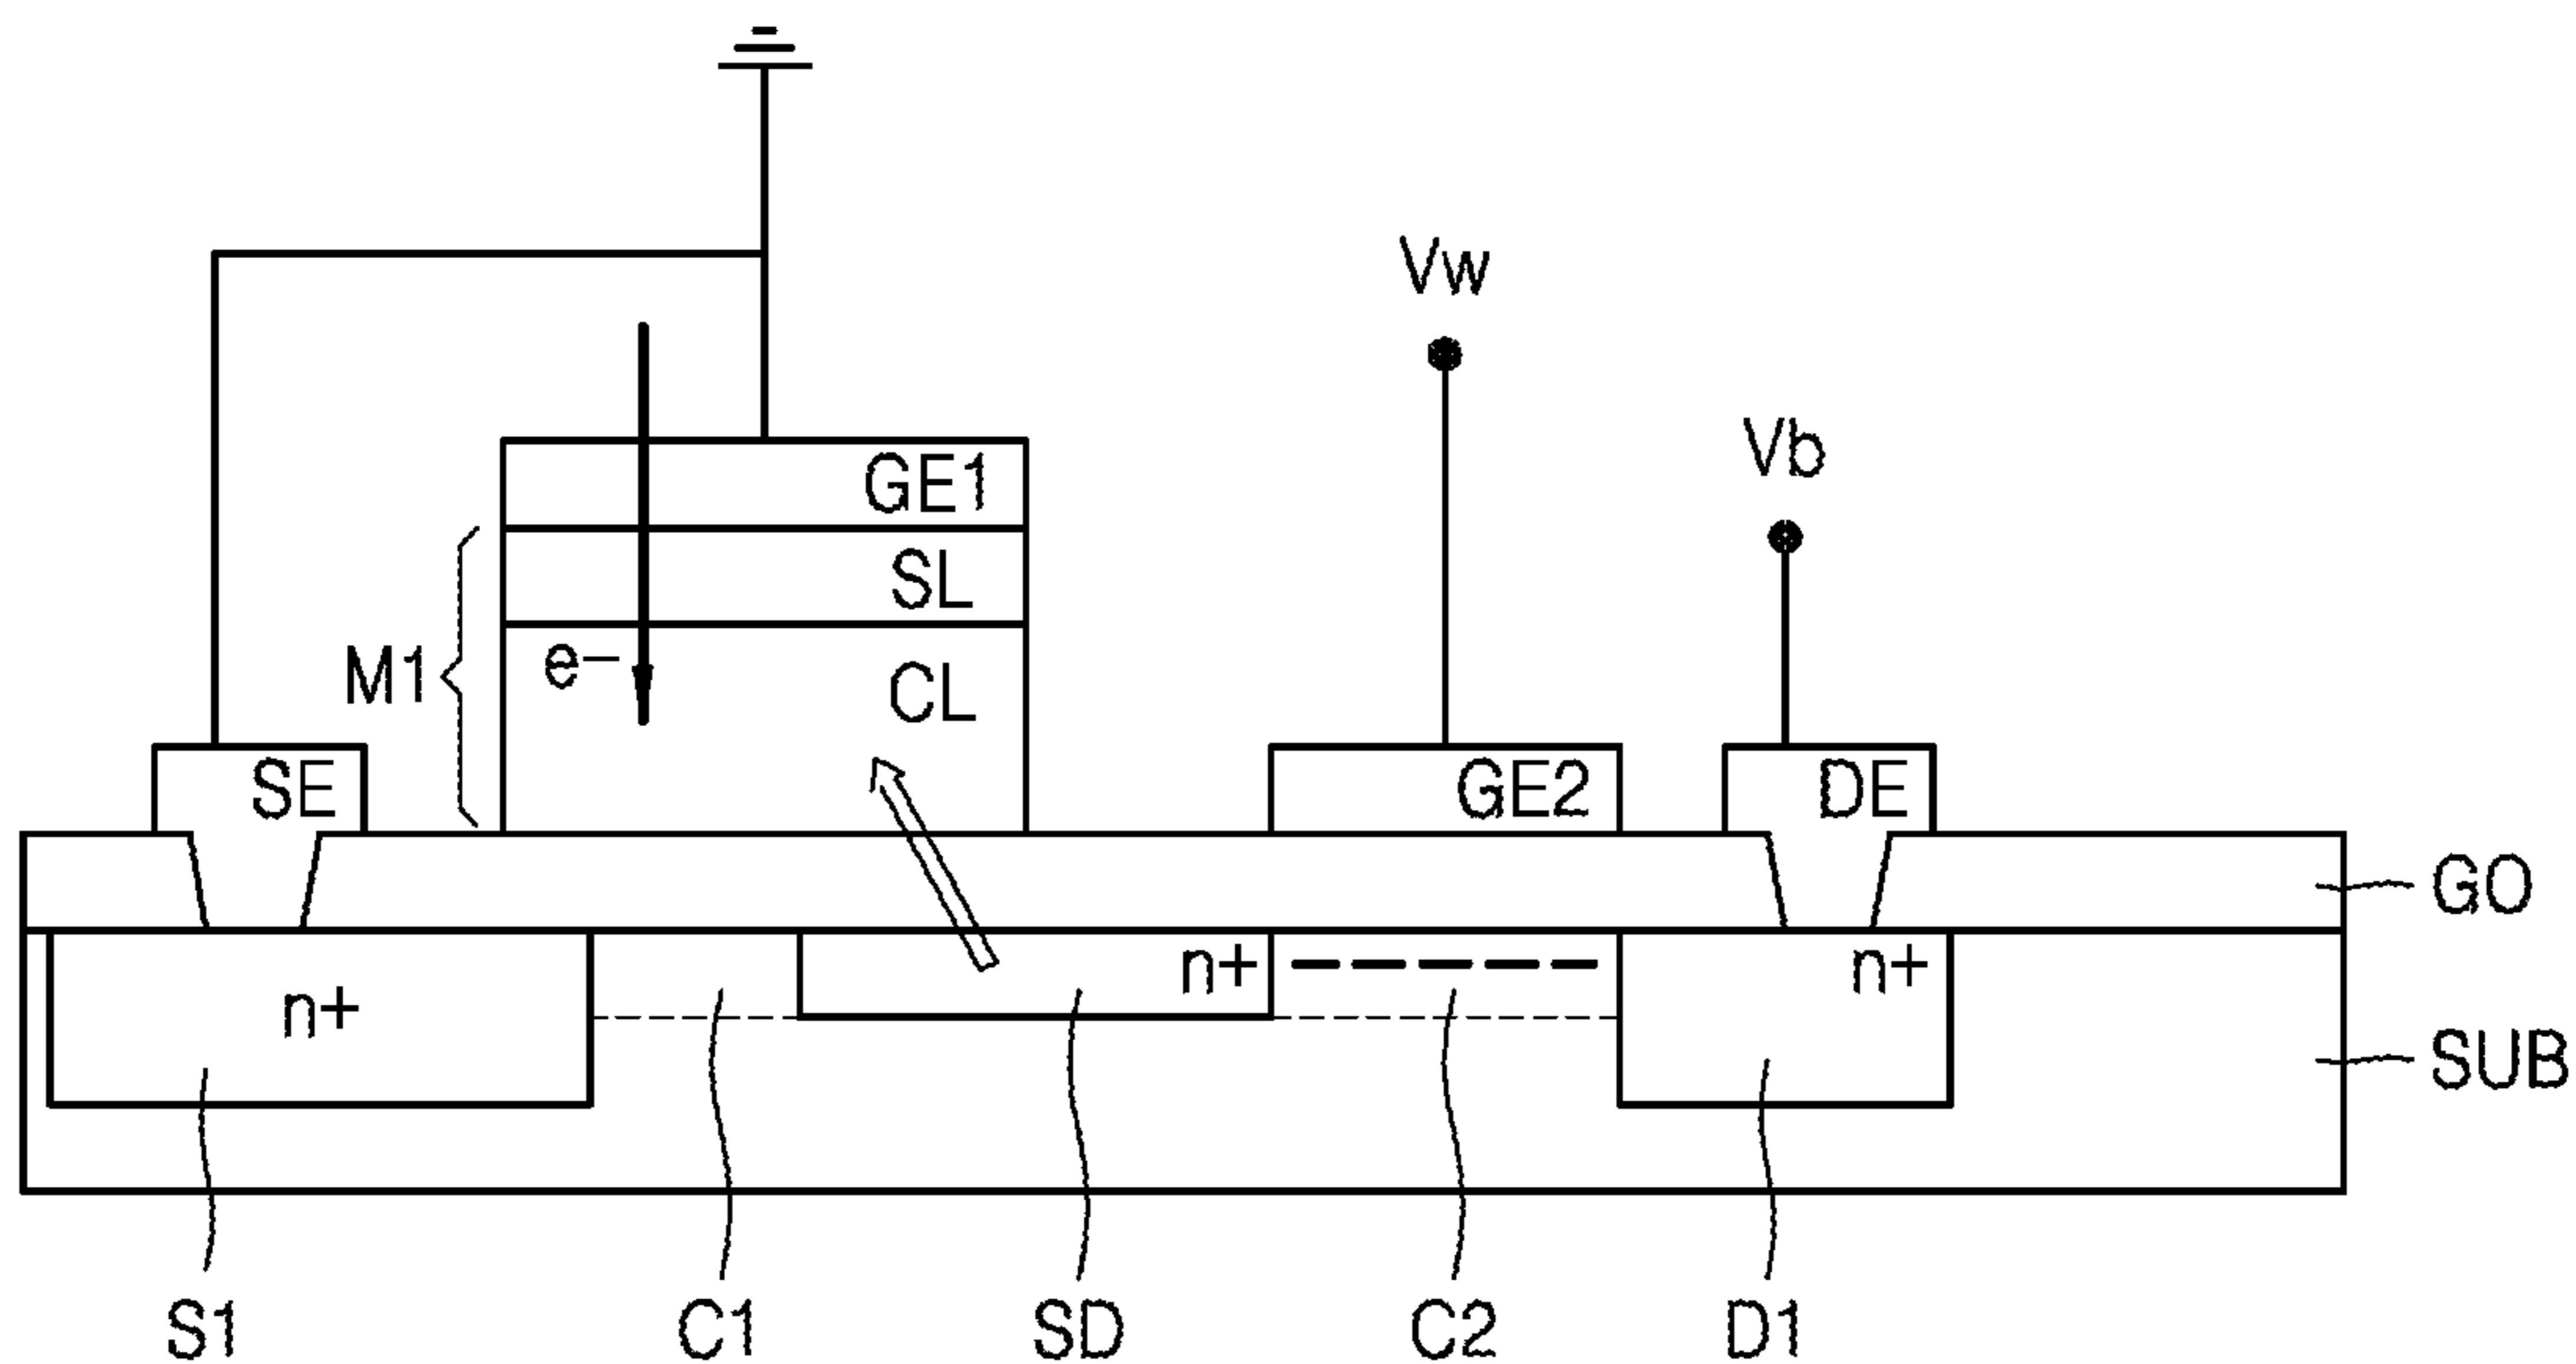 Vw
Vb
GE1
SL
M1
e-
CL
SE
GE2
DE
GO
n+
n+
n+
SUB
S1
C1
SD
C2
D1